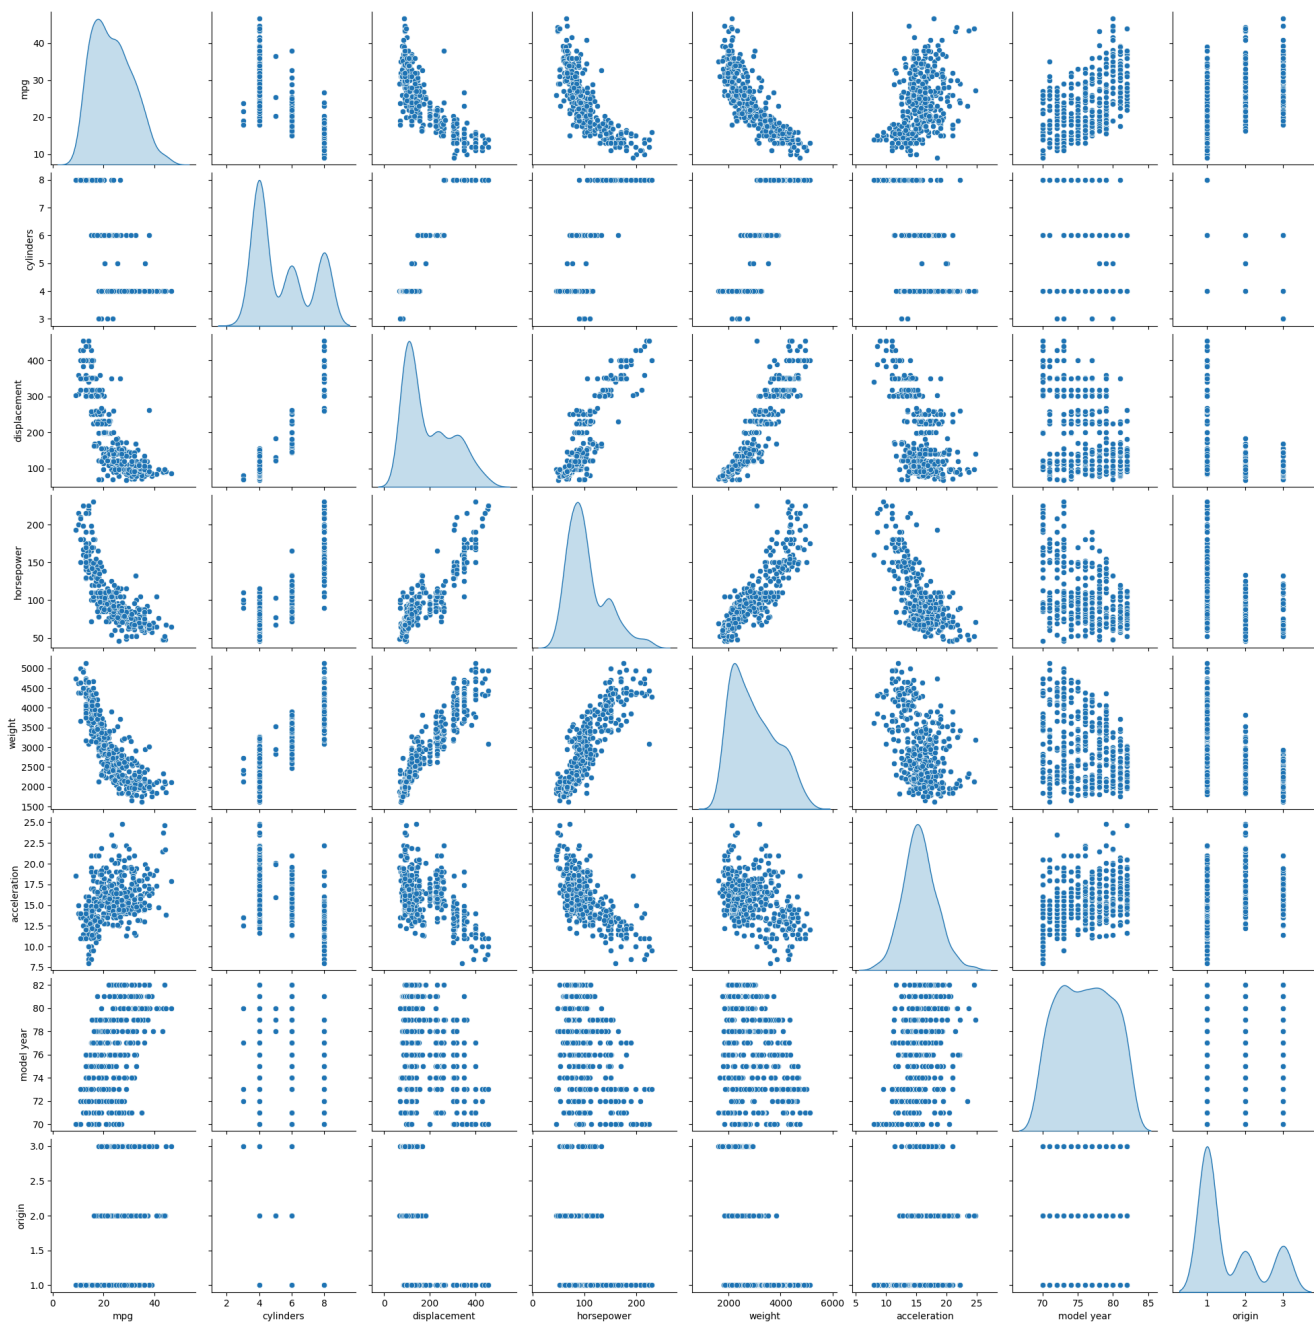 mpg
40
30
20
10
cylinders
8
7
6
5
4
3
displacement
400
300
200
100
horsepower
200
150
100
50
weight
5000
4500
4000
3500
3000
2500
2000
1500
acceleration
25.0
22.5
20.0
17.5
15.0
12.5
10.0
7.5
model year
82
80
78
76
74
72
70
origin
3.0
2.5
2.0
1.5
1.0
0 20 40
2 4 6 8
0 200 400
0 100 200
2000 4000 6000
5 10 15 20 25
70 75 80 85
1 2 3
mpg cylinders displacement horsepower weight acceleration model year origin